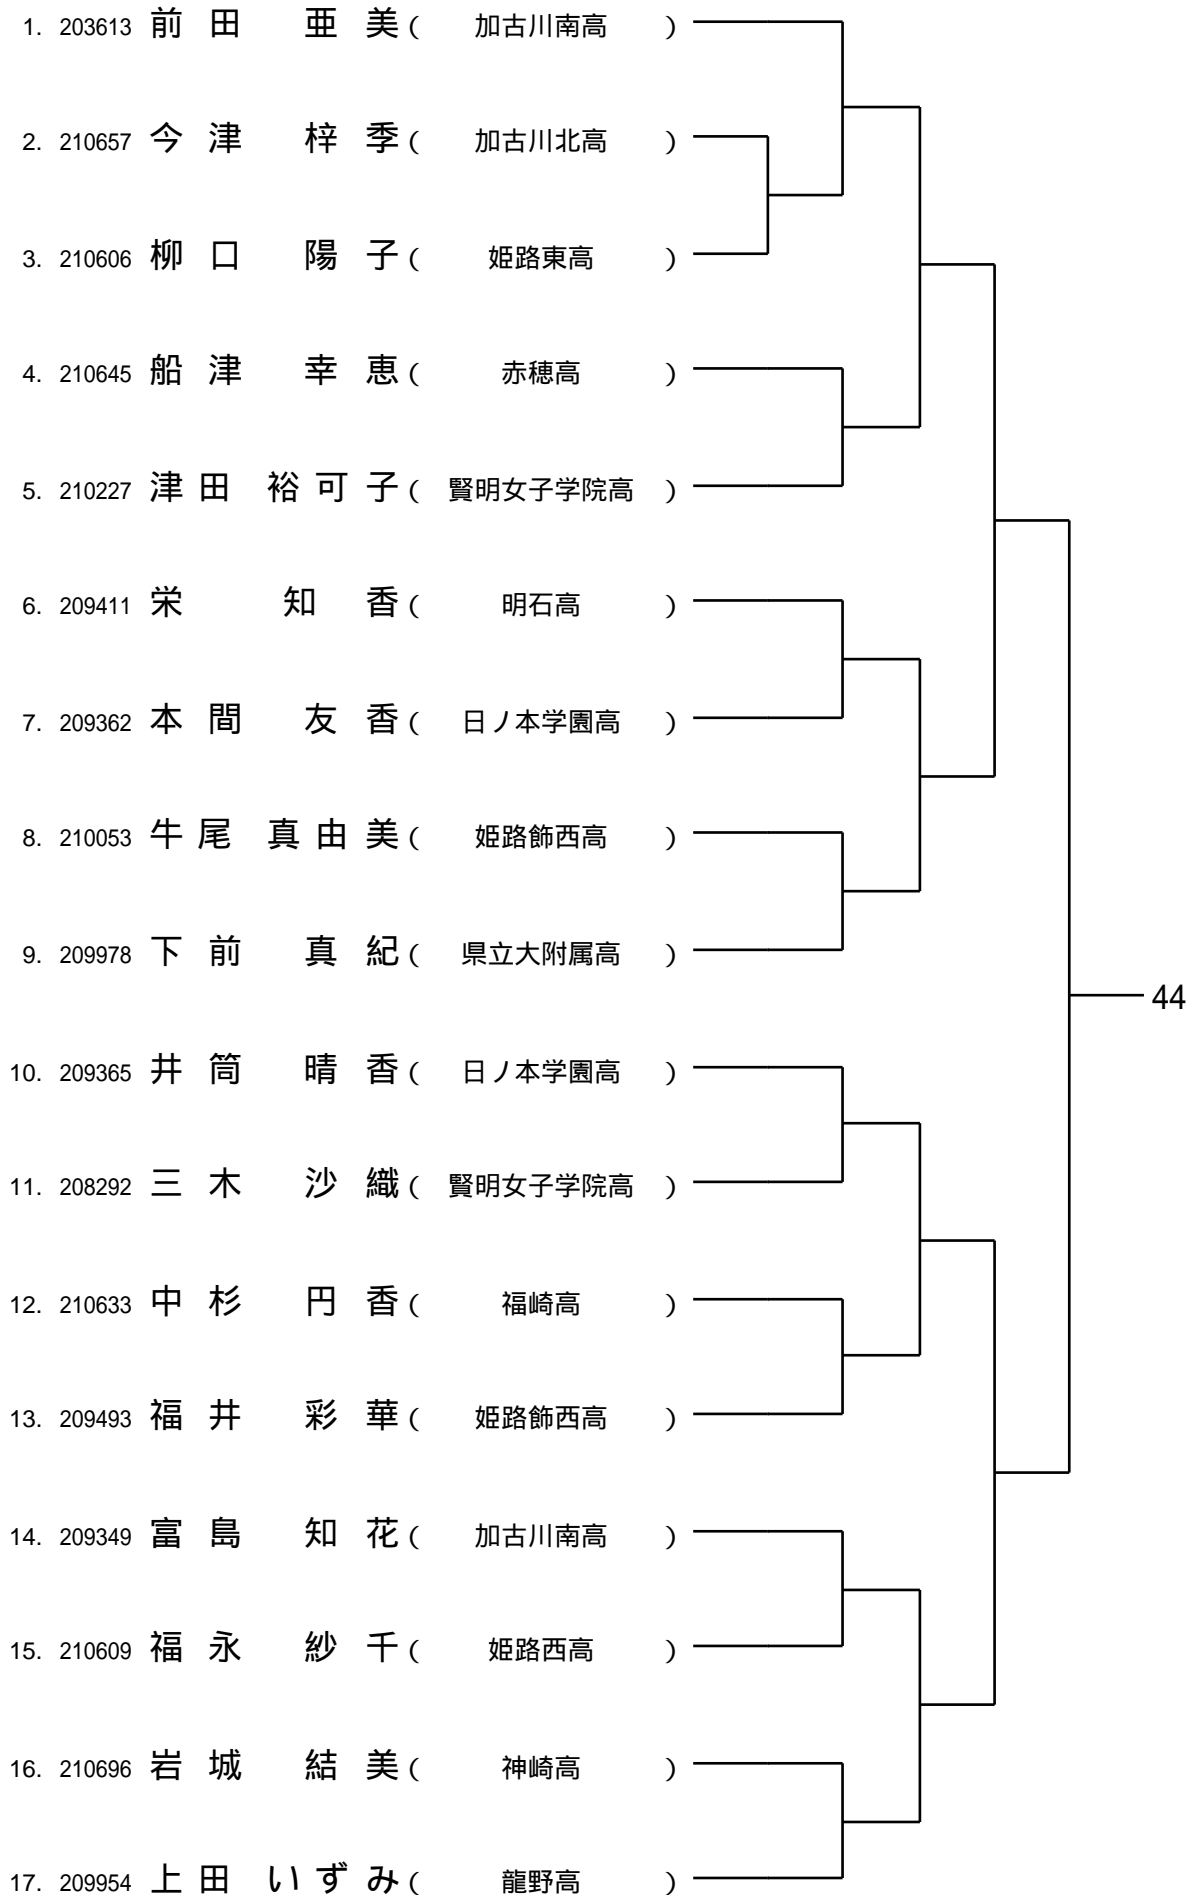 1. 203613 前田 亜美 ( 加古川南高 )
2. 210657 今津 梓季 ( 加古川北高 )
3. 210606 柳口 陽子 ( 姫路東高 )
4. 210645 船津 幸恵 ( 赤穂高 )
5. 210227 津田 裕可子 ( 賢明女子学院高 )
6. 209411 栄 知香 ( 明石高 )
7. 209362 本間 友香 ( 日ノ本学園高 )
8. 210053 牛尾 真由美 ( 姫路飾西高 )
9. 209978 下前 真紀 ( 県立大附属高 )
44
10. 209365 井筒 晴香 ( 日ノ本学園高 )
11. 208292 三木 沙織 ( 賢明女子学院高 )
12. 210633 中杉 円香 ( 福崎高 )
13. 209493 福井 彩華 ( 姫路飾西高 )
14. 209349 富島 知花 ( 加古川南高 )
15. 210609 福永 紗千 ( 姫路西高 )
16. 210696 岩城 結美 ( 神崎高 )
17. 209954 上田 いずみ ( 龍野高 )